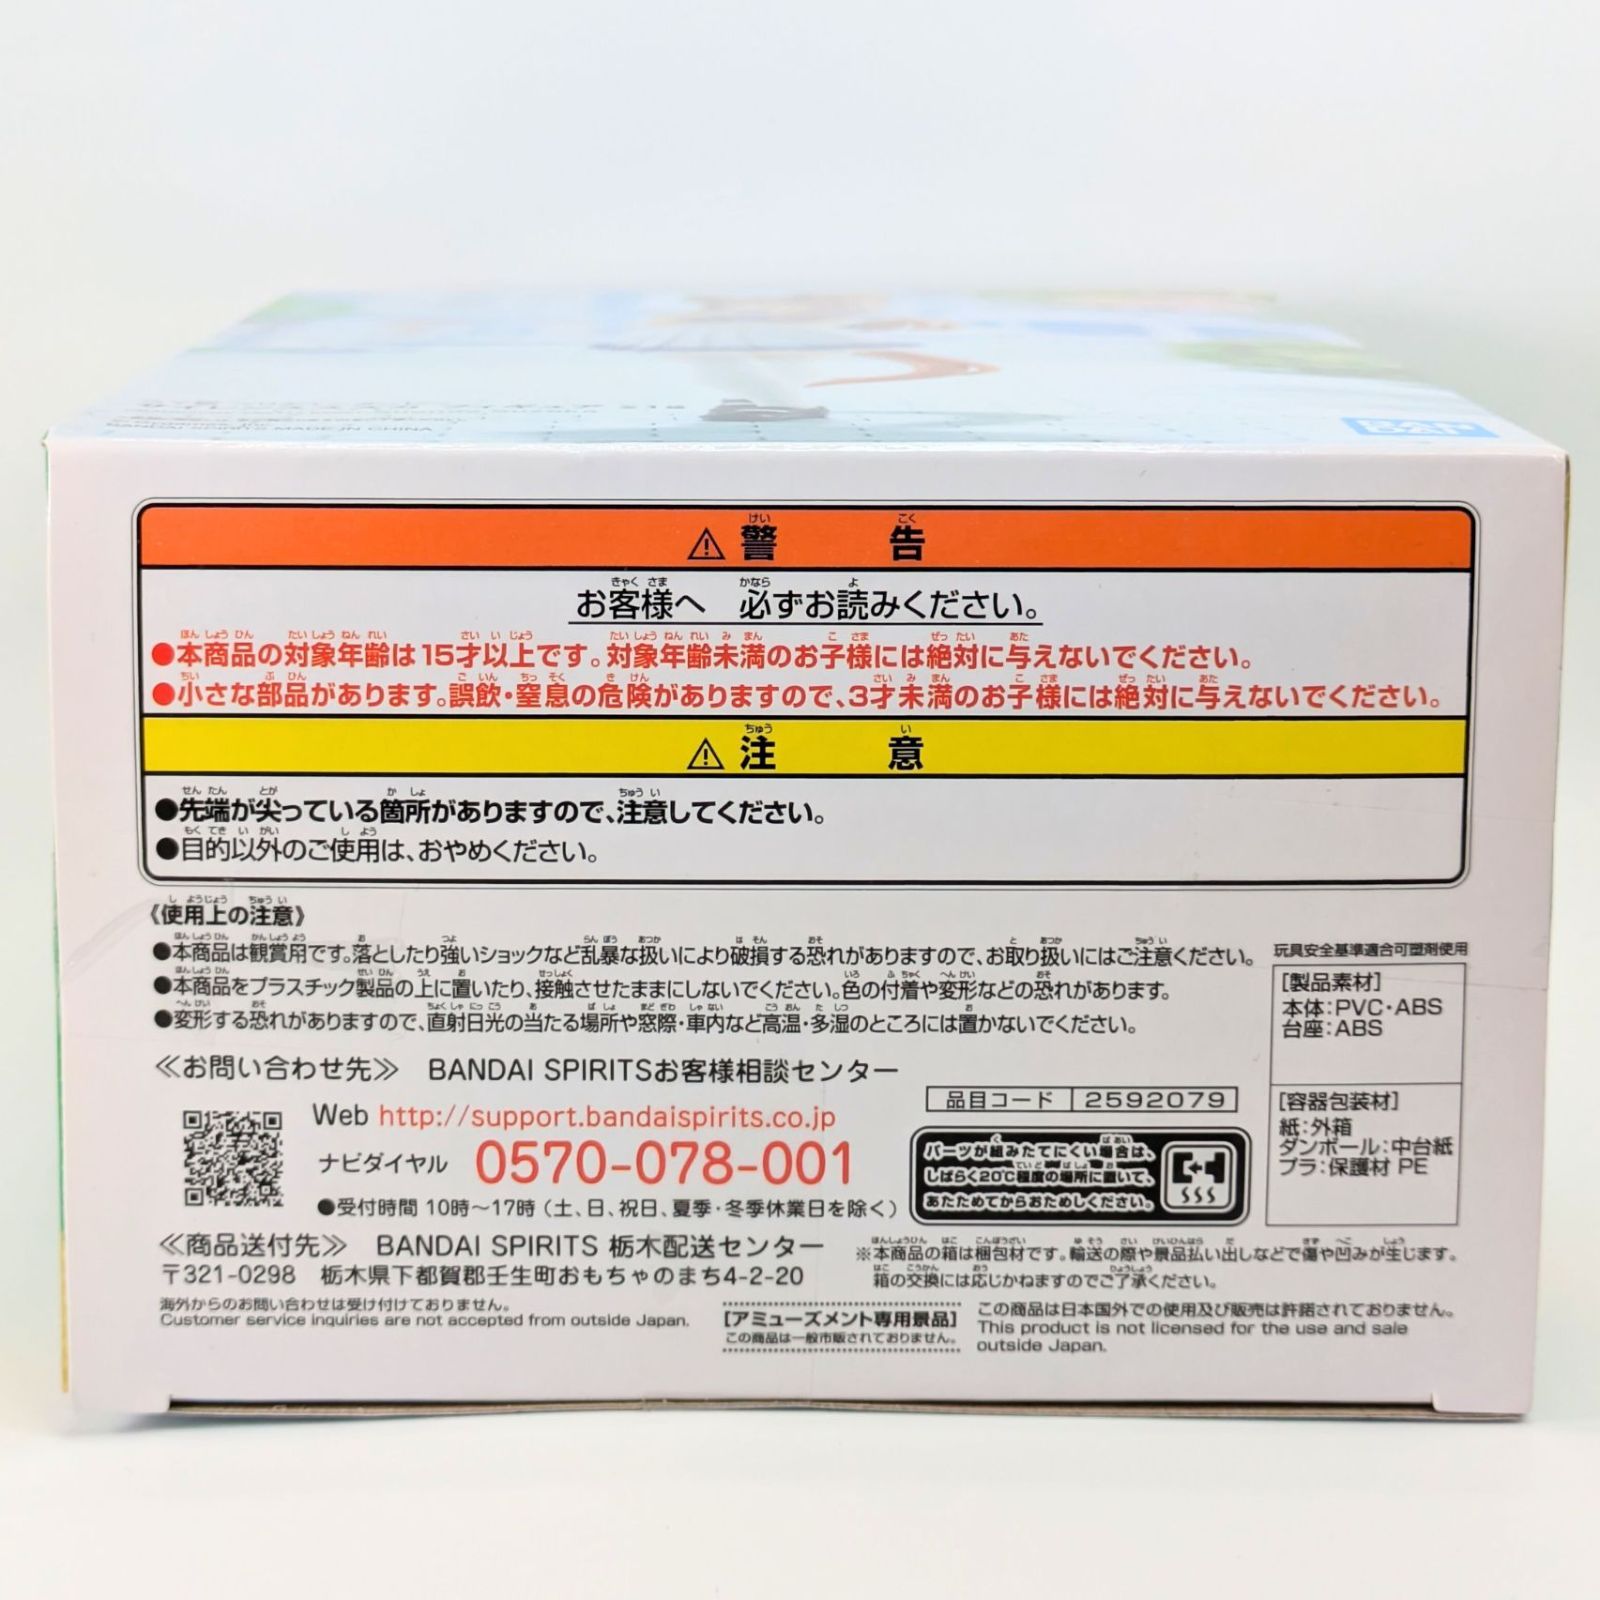 MADE IN CHINA
警告
お客様へ 必ずお読みください。
●本商品の対象年齢は15才以上です。対象年齢未満のお子様には絶対に与えないでください。
●小さな部品があります。誤飲・窒息の危険がありますので、3才未満のお子様には絶対に与えないでください。
注意
●先端が尖っている箇所がありますので、注意してください。
●目的以外のご使用は、おやめください。
《使用上の注意》
●本商品は観賞用です。落としたり強いショックなど乱暴な扱いにより破損する恐れがありますので、お取り扱いにはご注意ください。
●本商品をプラスチック製品の上に置いたり、接触させたままにしないでください。色の付着や変形などの恐れがあります。
●変形する恐れがありますので、直射日光の当たる場所や窓際・車内など高温・多湿のところには置かないでください。
玩具安全基準適合可塑剤使用
[製品素材]
本体:PVC・ABS
台座:ABS
[容器包装材]
紙:外箱
ダンボール:中台紙
プラ:保護材 PE
≪お問い合わせ先≫ BANDAI SPIRITSお客様相談センター
Web http://support.bandaispirits.co.jp
ナビダイヤル 0570-078-001
●受付時間 10時〜17時(土、日、祝日、夏季・冬季休業日を除く)
品目コード 2592079
パーツが組みたてにくい場合は、
しばらく20℃程度の場所に置いて、
あたためてからおためしください。
≪商品送付先≫ BANDAI SPIRITS 栃木配送センター
〒321-0298 栃木県下都賀郡壬生町おもちゃのまち4-2-20
※本商品の箱は梱包材です。輸送の際や景品払い出しなどで傷や凹みが生じます。
箱の交換には応じかねますのでご了承ください。
海外からのお問い合わせは受け付けておりません。
Customer service inquiries are not accepted from outside Japan.
[アミューズメント専用景品]
この商品は一般市販されておりません。
この商品は日本国外での使用及び販売は許諾されておりません。
This product is not licensed for the use and sale
outside Japan.